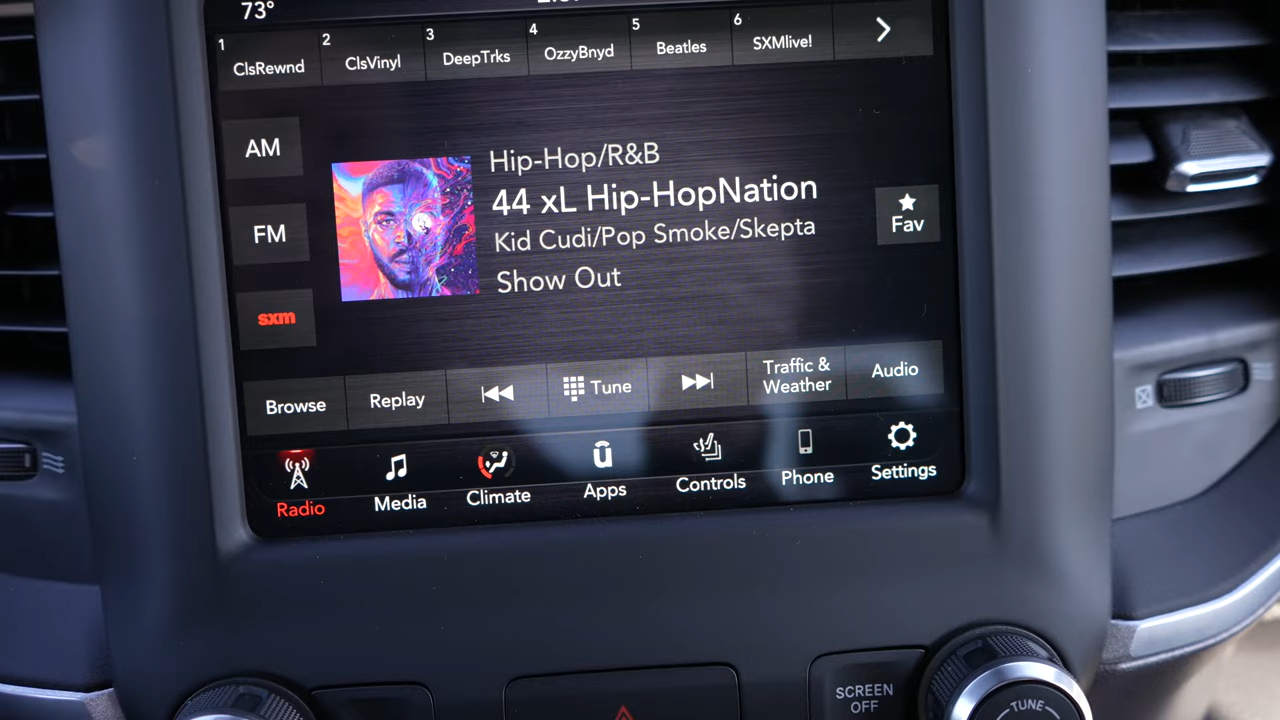 73°
1 ClsRewnd
2 ClsVinyl
3 DeepTrks
4 OzzyBnyd
5 Beatles
6 SXMlive!
AM
FM
sxm
Hip-Hop/R&B
44 xL Hip-HopNation
Kid Cudi/Pop Smoke/Skepta
Show Out
Fav
Browse
Replay
Tune
Traffic &
Weather
Audio
Radio
Media
Climate
Apps
Controls
Phone
Settings
SCREEN
OFF
TUNE